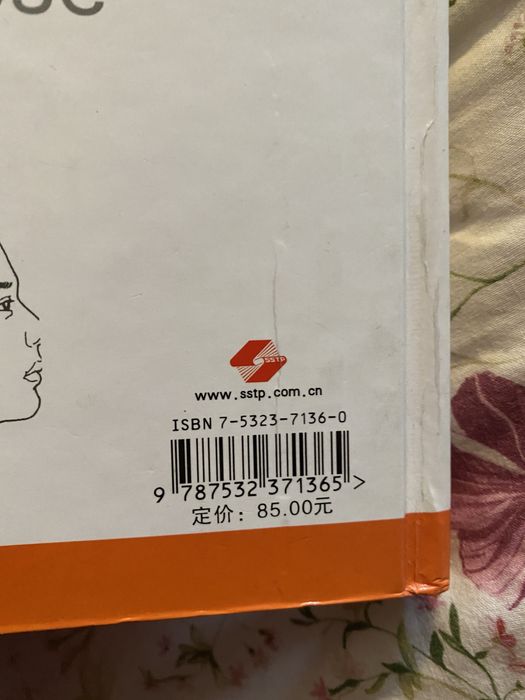 SSTP
www.sstp.com.cn
ISBN 7-5323-7136-0
9 787532 371365 >
定价：85.00元